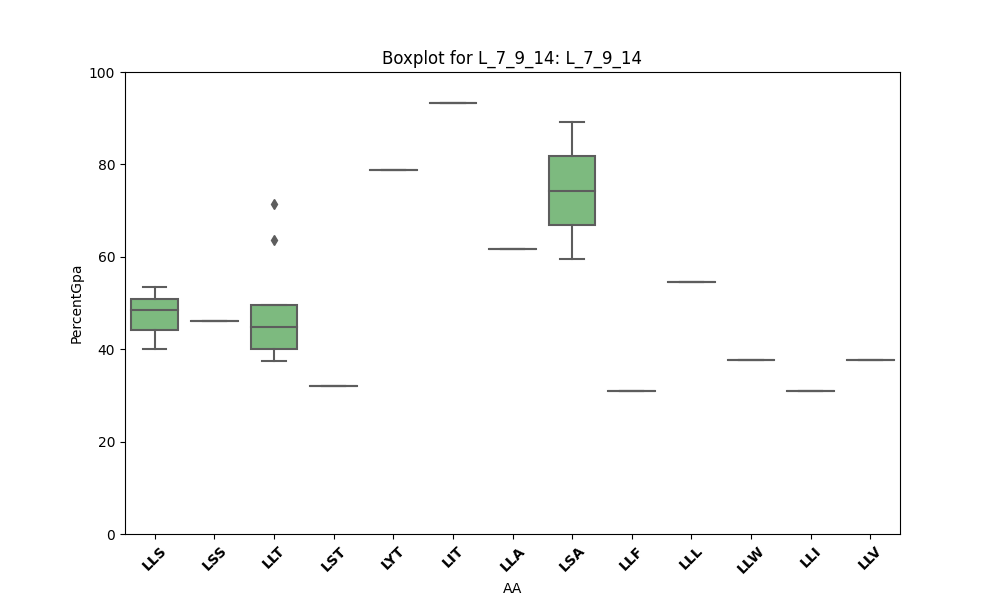 Boxplot for L_7_9_14: L_7_9_14
100
80
60
40
20
0
PercentGpa
LLS LSS LLT LST LYT LIT LLA LSA LLF LLL LLW LLI LLV
AA